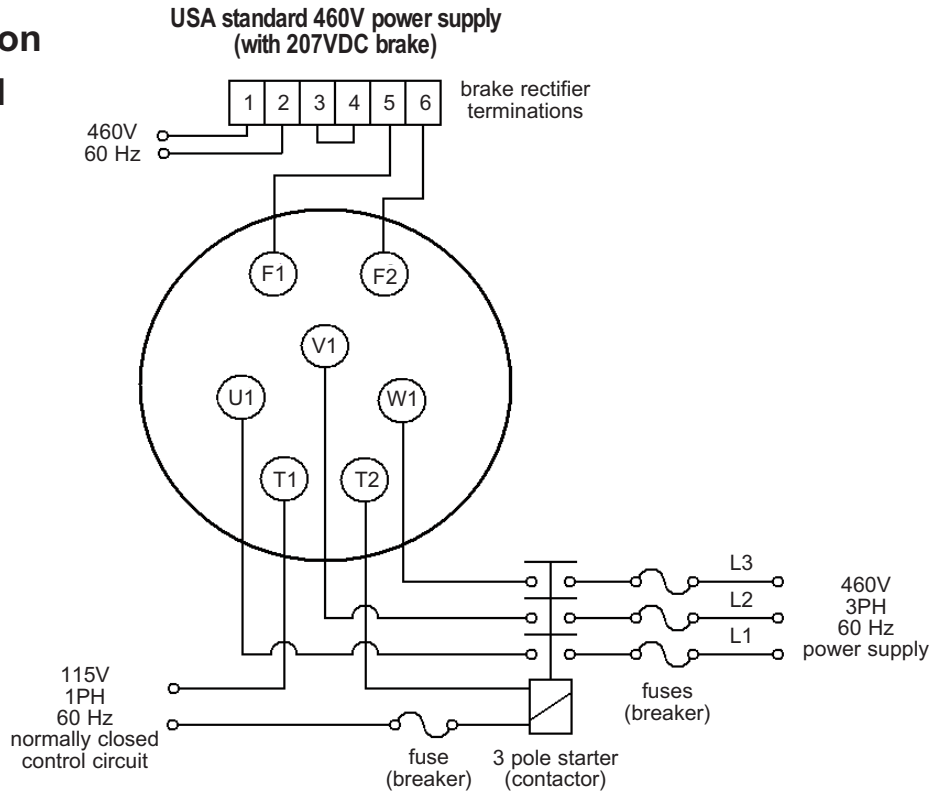 USA standard 460V power supply
(with 207VDC brake)
on
1 2 3 4 5 6
brake rectifier
terminations
460V
60 Hz
F1
F2
V1
U1
W1
T1
T2
L3
L2
L1
460V
3PH
60 Hz
power supply
115V
1PH
60 Hz
normally closed
control circuit
fuses
(breaker)
fuse
(breaker)
3 pole starter
(contactor)